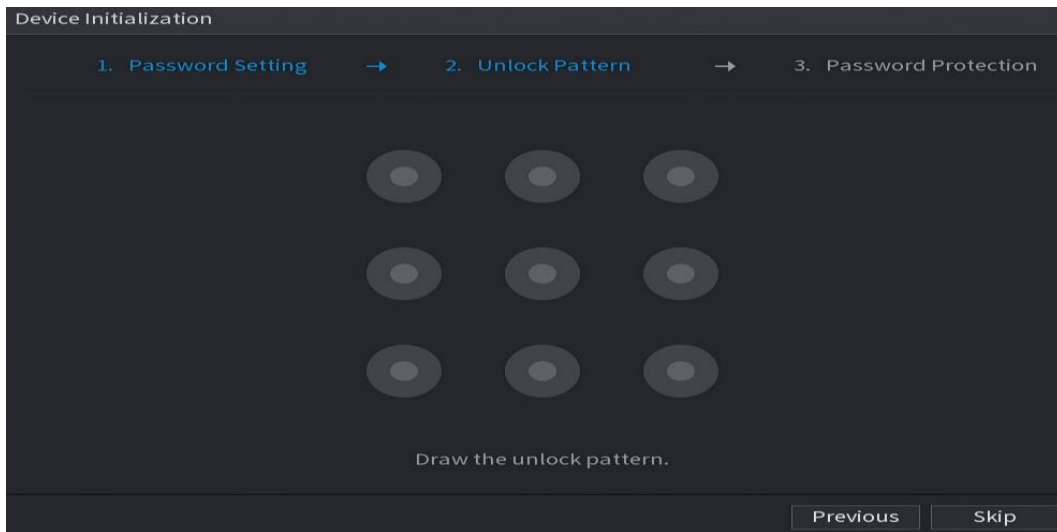 Device Initialization
1. Password Setting → 2. Unlock Pattern → 3. Password Protection
Draw the unlock pattern.
Previous Skip